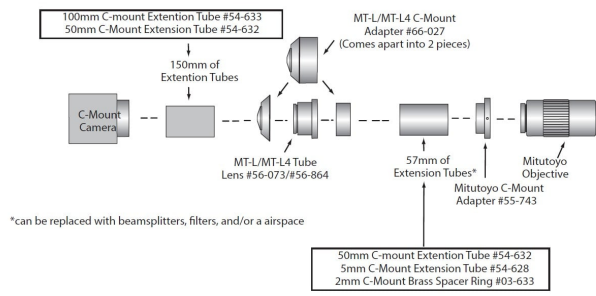 100mm C-mount Extention Tube #54-633
50mm C-mount Extension Tube #54-632
MT-L/MT-L4 C-Mount
Adapter #66-027
(Comes apart into 2 pieces)
150mm of
Extention Tubes
C-Mount
Camera
MT-L/MT-L4 Tube
Lens #56-073/#56-864
57mm of
Extension Tubes*
Mitutoyo C-Mount
Adapter #55-743
Mitutoyo
Objective
*can be replaced with beamsplitters, filters, and/or a airspace
50mm C-mount Extention Tube #54-632
5mm C-Mount Extension Tube #54-628
2mm C-Mount Brass Spacer Ring #03-633